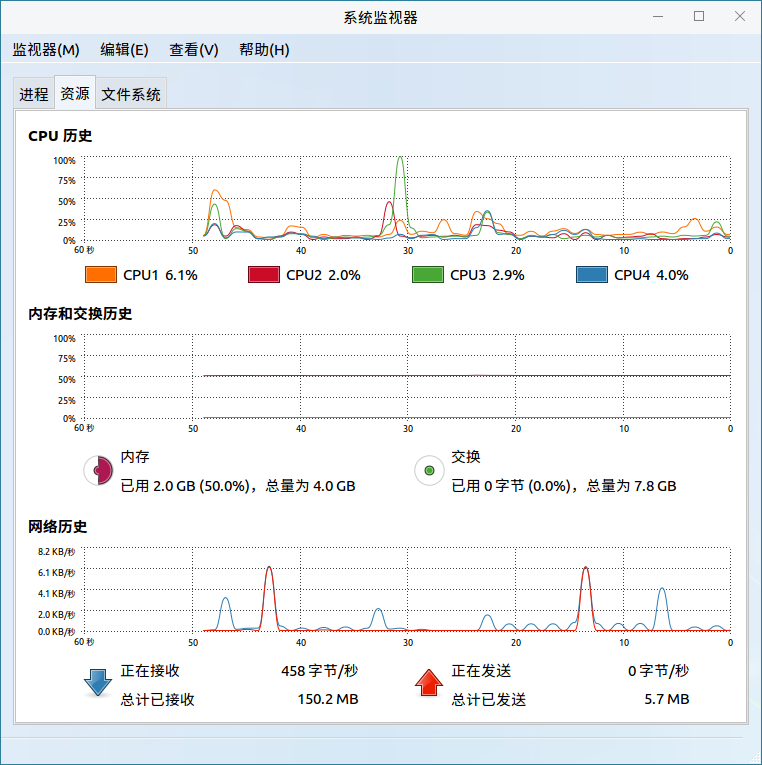 系统监视器
监视器(M) 编辑(E) 查看(V) 帮助(H)
进程 资源 文件系统
CPU 历史
100%
75%
50%
25%
0%
60 秒 50 40 30 20 10 0
CPU1 6.1% CPU2 2.0% CPU3 2.9% CPU4 4.0%
内存和交换历史
100%
75%
50%
25%
0%
60 秒 50 40 30 20 10 0
内存 交换
已用 2.0 GB (50.0%)，总量为 4.0 GB 已用 0 字节 (0.0%)，总量为 7.8 GB
网络历史
8.2 KB/秒
6.1 KB/秒
4.1 KB/秒
2.0 KB/秒
0.0 KB/秒
60 秒 50 40 30 20 10 0
正在接收 458 字节/秒 正在发送 0 字节/秒
总计已接收 150.2 MB 总计已发送 5.7 MB